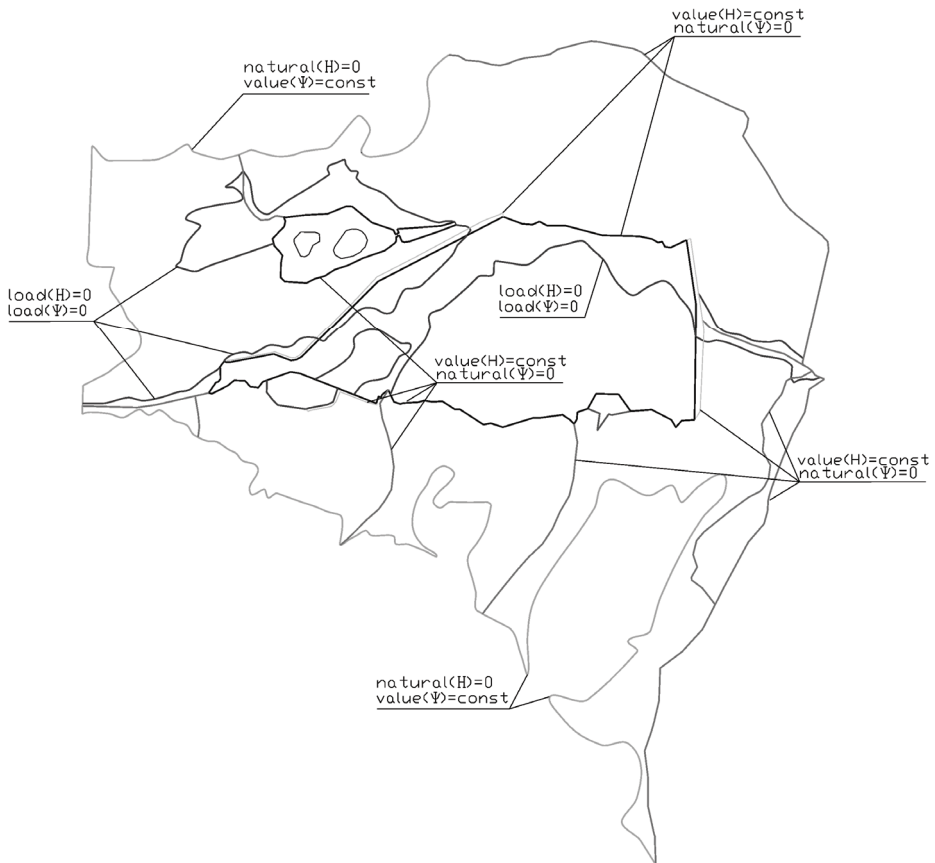 value(H)=const
natural(Ψ)=0
natural(H)=0
value(Ψ)=const
load(H)=0
load(Ψ)=0
load(H)=0
load(Ψ)=0
value(H)=const
natural(Ψ)=0
value(H)=const
natural(Ψ)=0
natural(H)=0
value(Ψ)=const